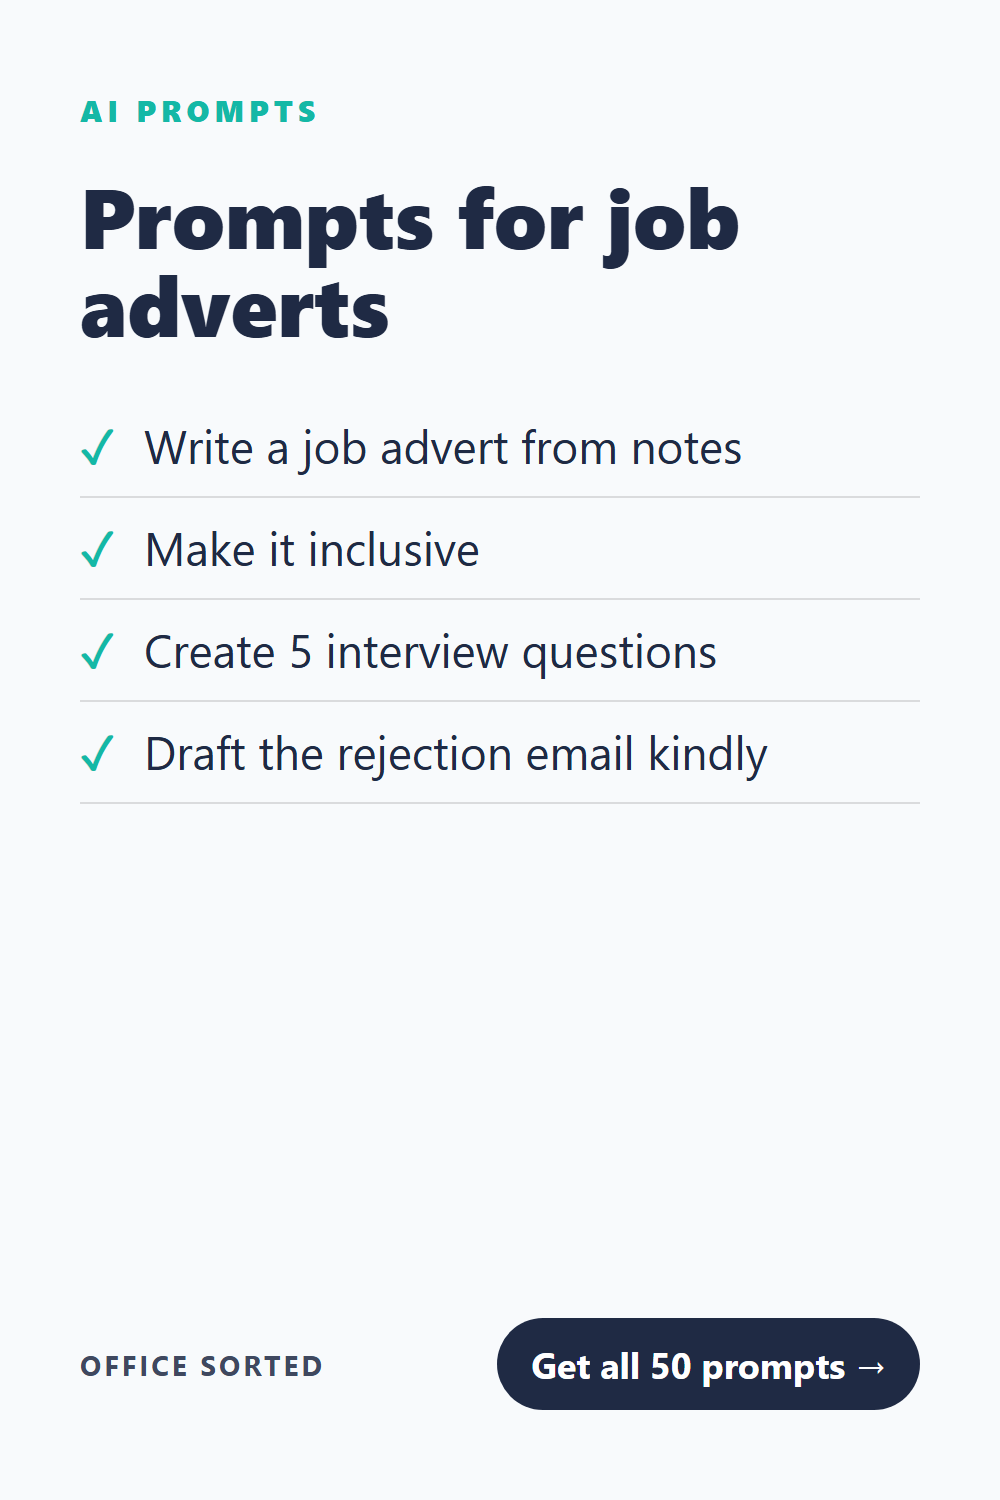 AI PROMPTS
Prompts for job
adverts
✓ Write a job advert from notes
✓ Make it inclusive
✓ Create 5 interview questions
✓ Draft the rejection email kindly
OFFICE SORTED
Get all 50 prompts →